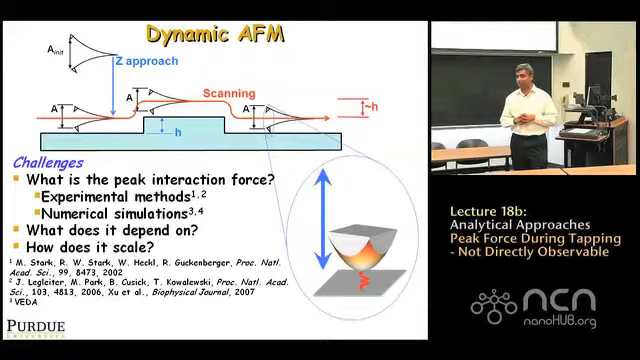 Dynamic AFM
Ainit
Z approach
Scanning
A
A
A
~h
h
Challenges
What is the peak interaction force?
Experimental methods1,2
Numerical simulations3,4
What does it depend on?
How does it scale?
1 M. Stark, R. W. Stark, W. Heckl, R. Guckenberger, Proc. Natl.
Acad. Sci., 99, 8473, 2002
2 J. Legleiter, M. Park, B. Cusick, T. Kowalewski, Proc. Natl. Acad.
Sci., 103, 4813, 2006, Xu et al., Biophysical Journal, 2007
3 VEDA
PURDUE
UNIVERSITY
Lecture 18b:
Analytical Approaches
Peak Force During Tapping
- Not Directly Observable
ncn
nanoHUB.org